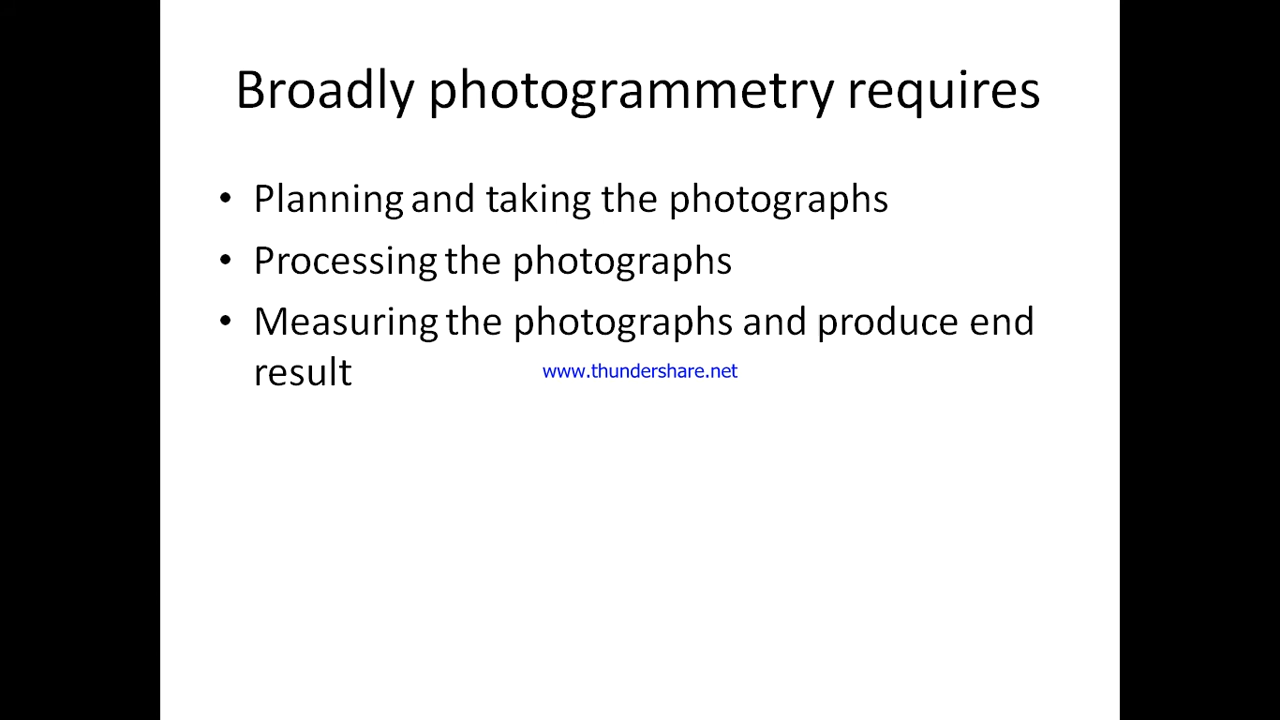 Broadly photogrammetry requires
• Planning and taking the photographs
• Processing the photographs
• Measuring the photographs and produce end
result
www.thundershare.net